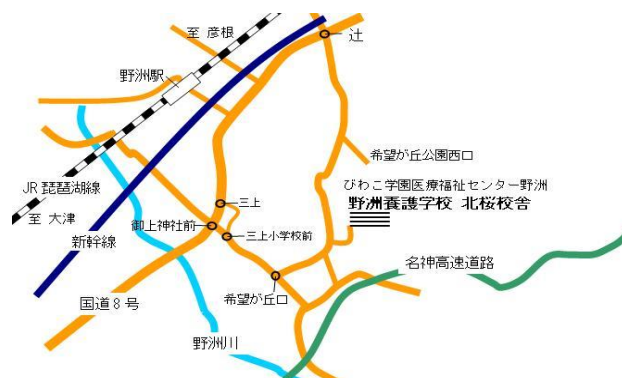 至 彦根
辻
野洲駅
希望が丘公園西口
JR 琵琶湖線
びわこ学園医療福祉センター野洲
野洲養護学校 北桜校舎
至 大津
三上
御上神社前
三上小学校前
新幹線
名神高速道路
国道8号
希望が丘口
野洲川